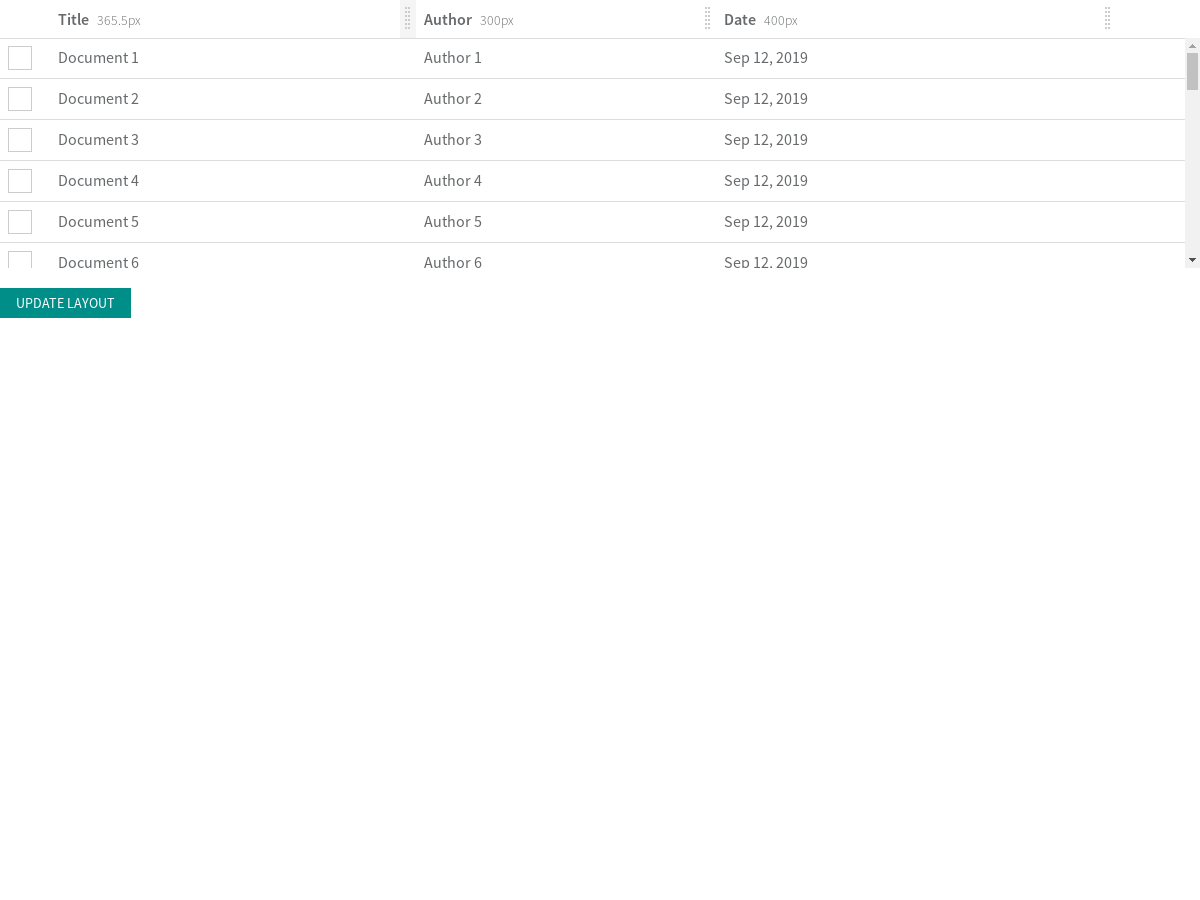 Title 365.5px Author 300px Date 400px
Document 1 Author 1 Sep 12, 2019
Document 2 Author 2 Sep 12, 2019
Document 3 Author 3 Sep 12, 2019
Document 4 Author 4 Sep 12, 2019
Document 5 Author 5 Sep 12, 2019
Document 6 Author 6 Sep 12, 2019
UPDATE LAYOUT